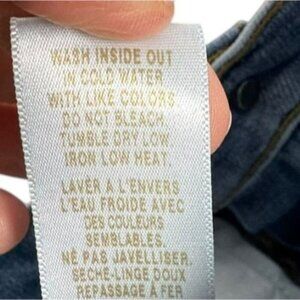 WASH INSIDE OUT
IN COLD WATER
WITH LIKE COLORS.
DO NOT BLEACH.
TUMBLE DRY LOW.
IRON LOW HEAT.
LAVER À L'ENVERS
L'EAU FROIDE AVEC
DES COULEURS
SEMBLABLES.
NE PAS JAVELLISER.
SECHE-LINGE DOUX
REPASSAGE À FER